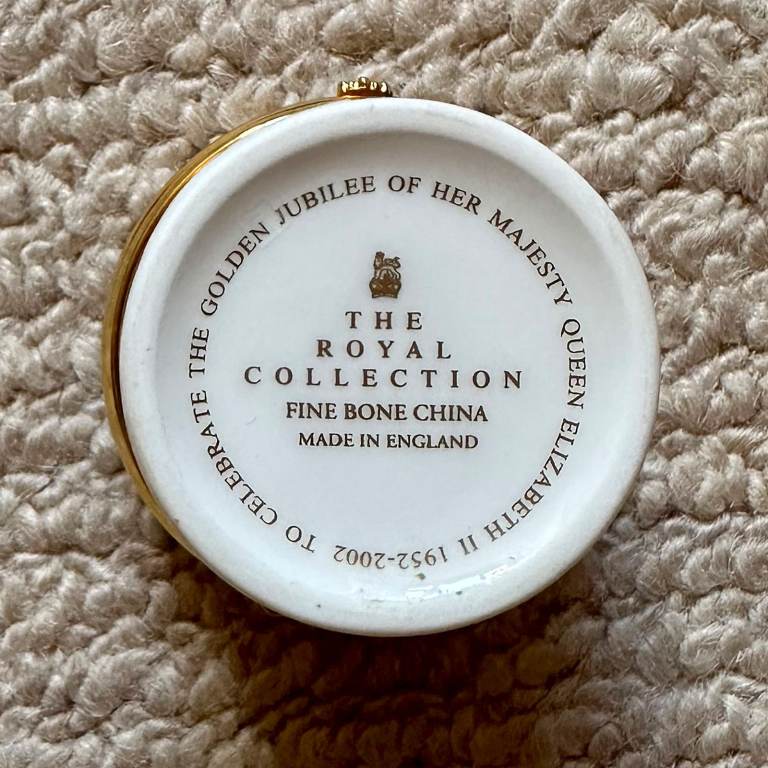 TO CELEBRATE THE GOLDEN JUBILEE OF HER MAJESTY QUEEN ELIZABETH II 1952-2002
THE
ROYAL
COLLECTION
FINE BONE CHINA
MADE IN ENGLAND